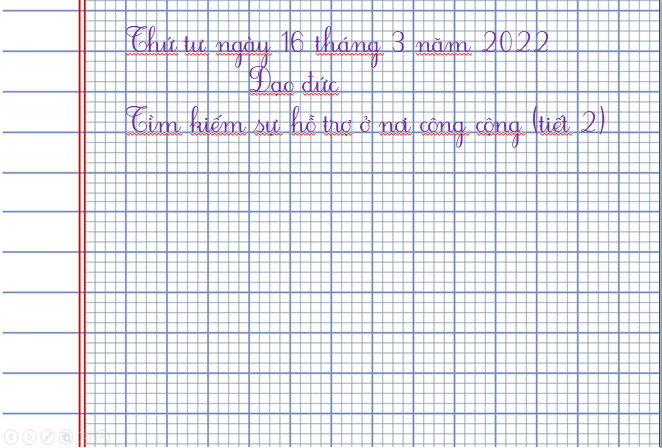 Thứ tư ngày 16 tháng 3 năm 2022
Đạo đức
Tìm kiếm sự hỗ trợ ở nơi công cộng (tiết 2)